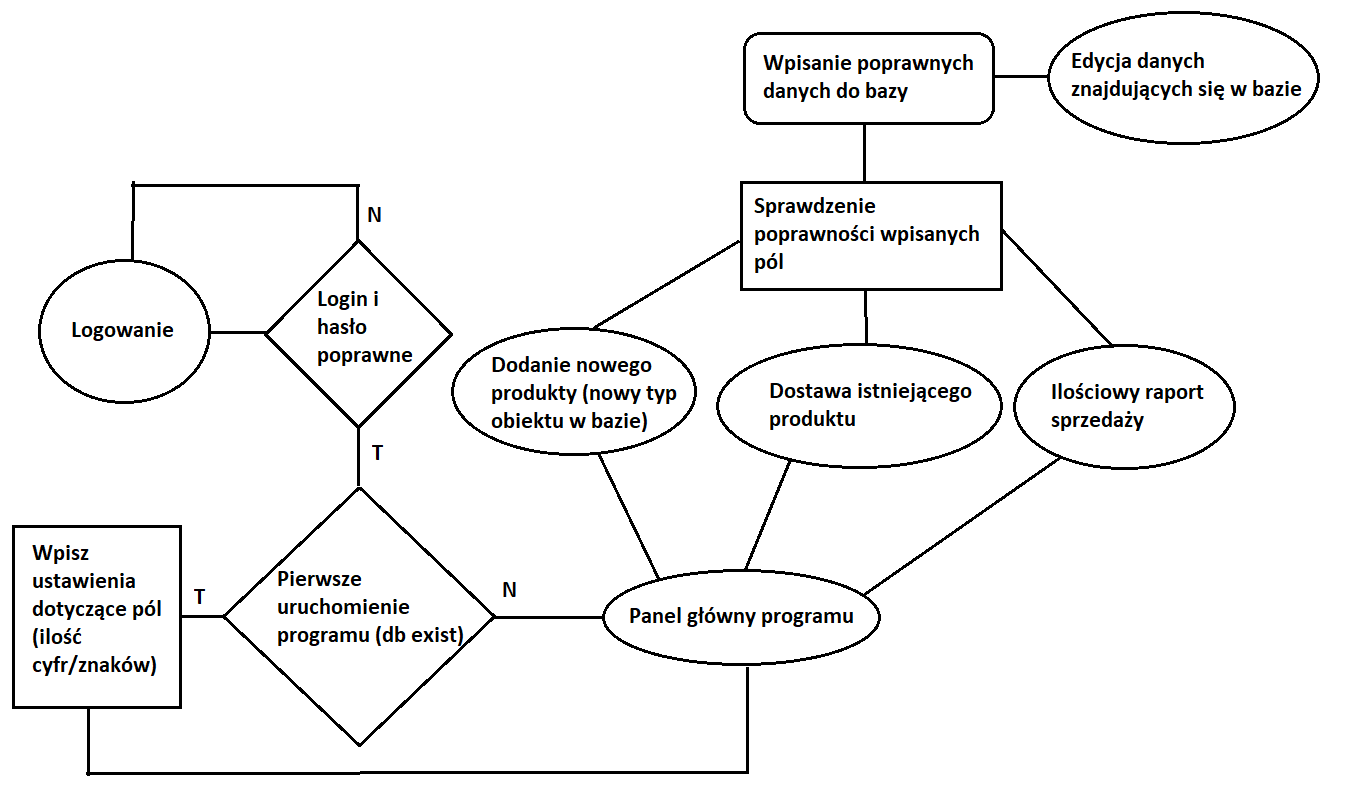 Wpisanie poprawnych
danych do bazy
Edycja danych
znajdujących się w bazie
Sprawdzenie
poprawności wpisanych
pól
N
Logowanie
Login i
hasło
poprawne
Dodanie nowego
produkty (nowy typ
obiektu w bazie)
Dostawa istniejącego
produktu
Ilościowy raport
sprzedaży
T
Wpisz
ustawienia
dotyczące pól
(ilość
cyfr/znaków)
T
Pierwsze
uruchomienie
programu (db exist)
N
Panel główny programu